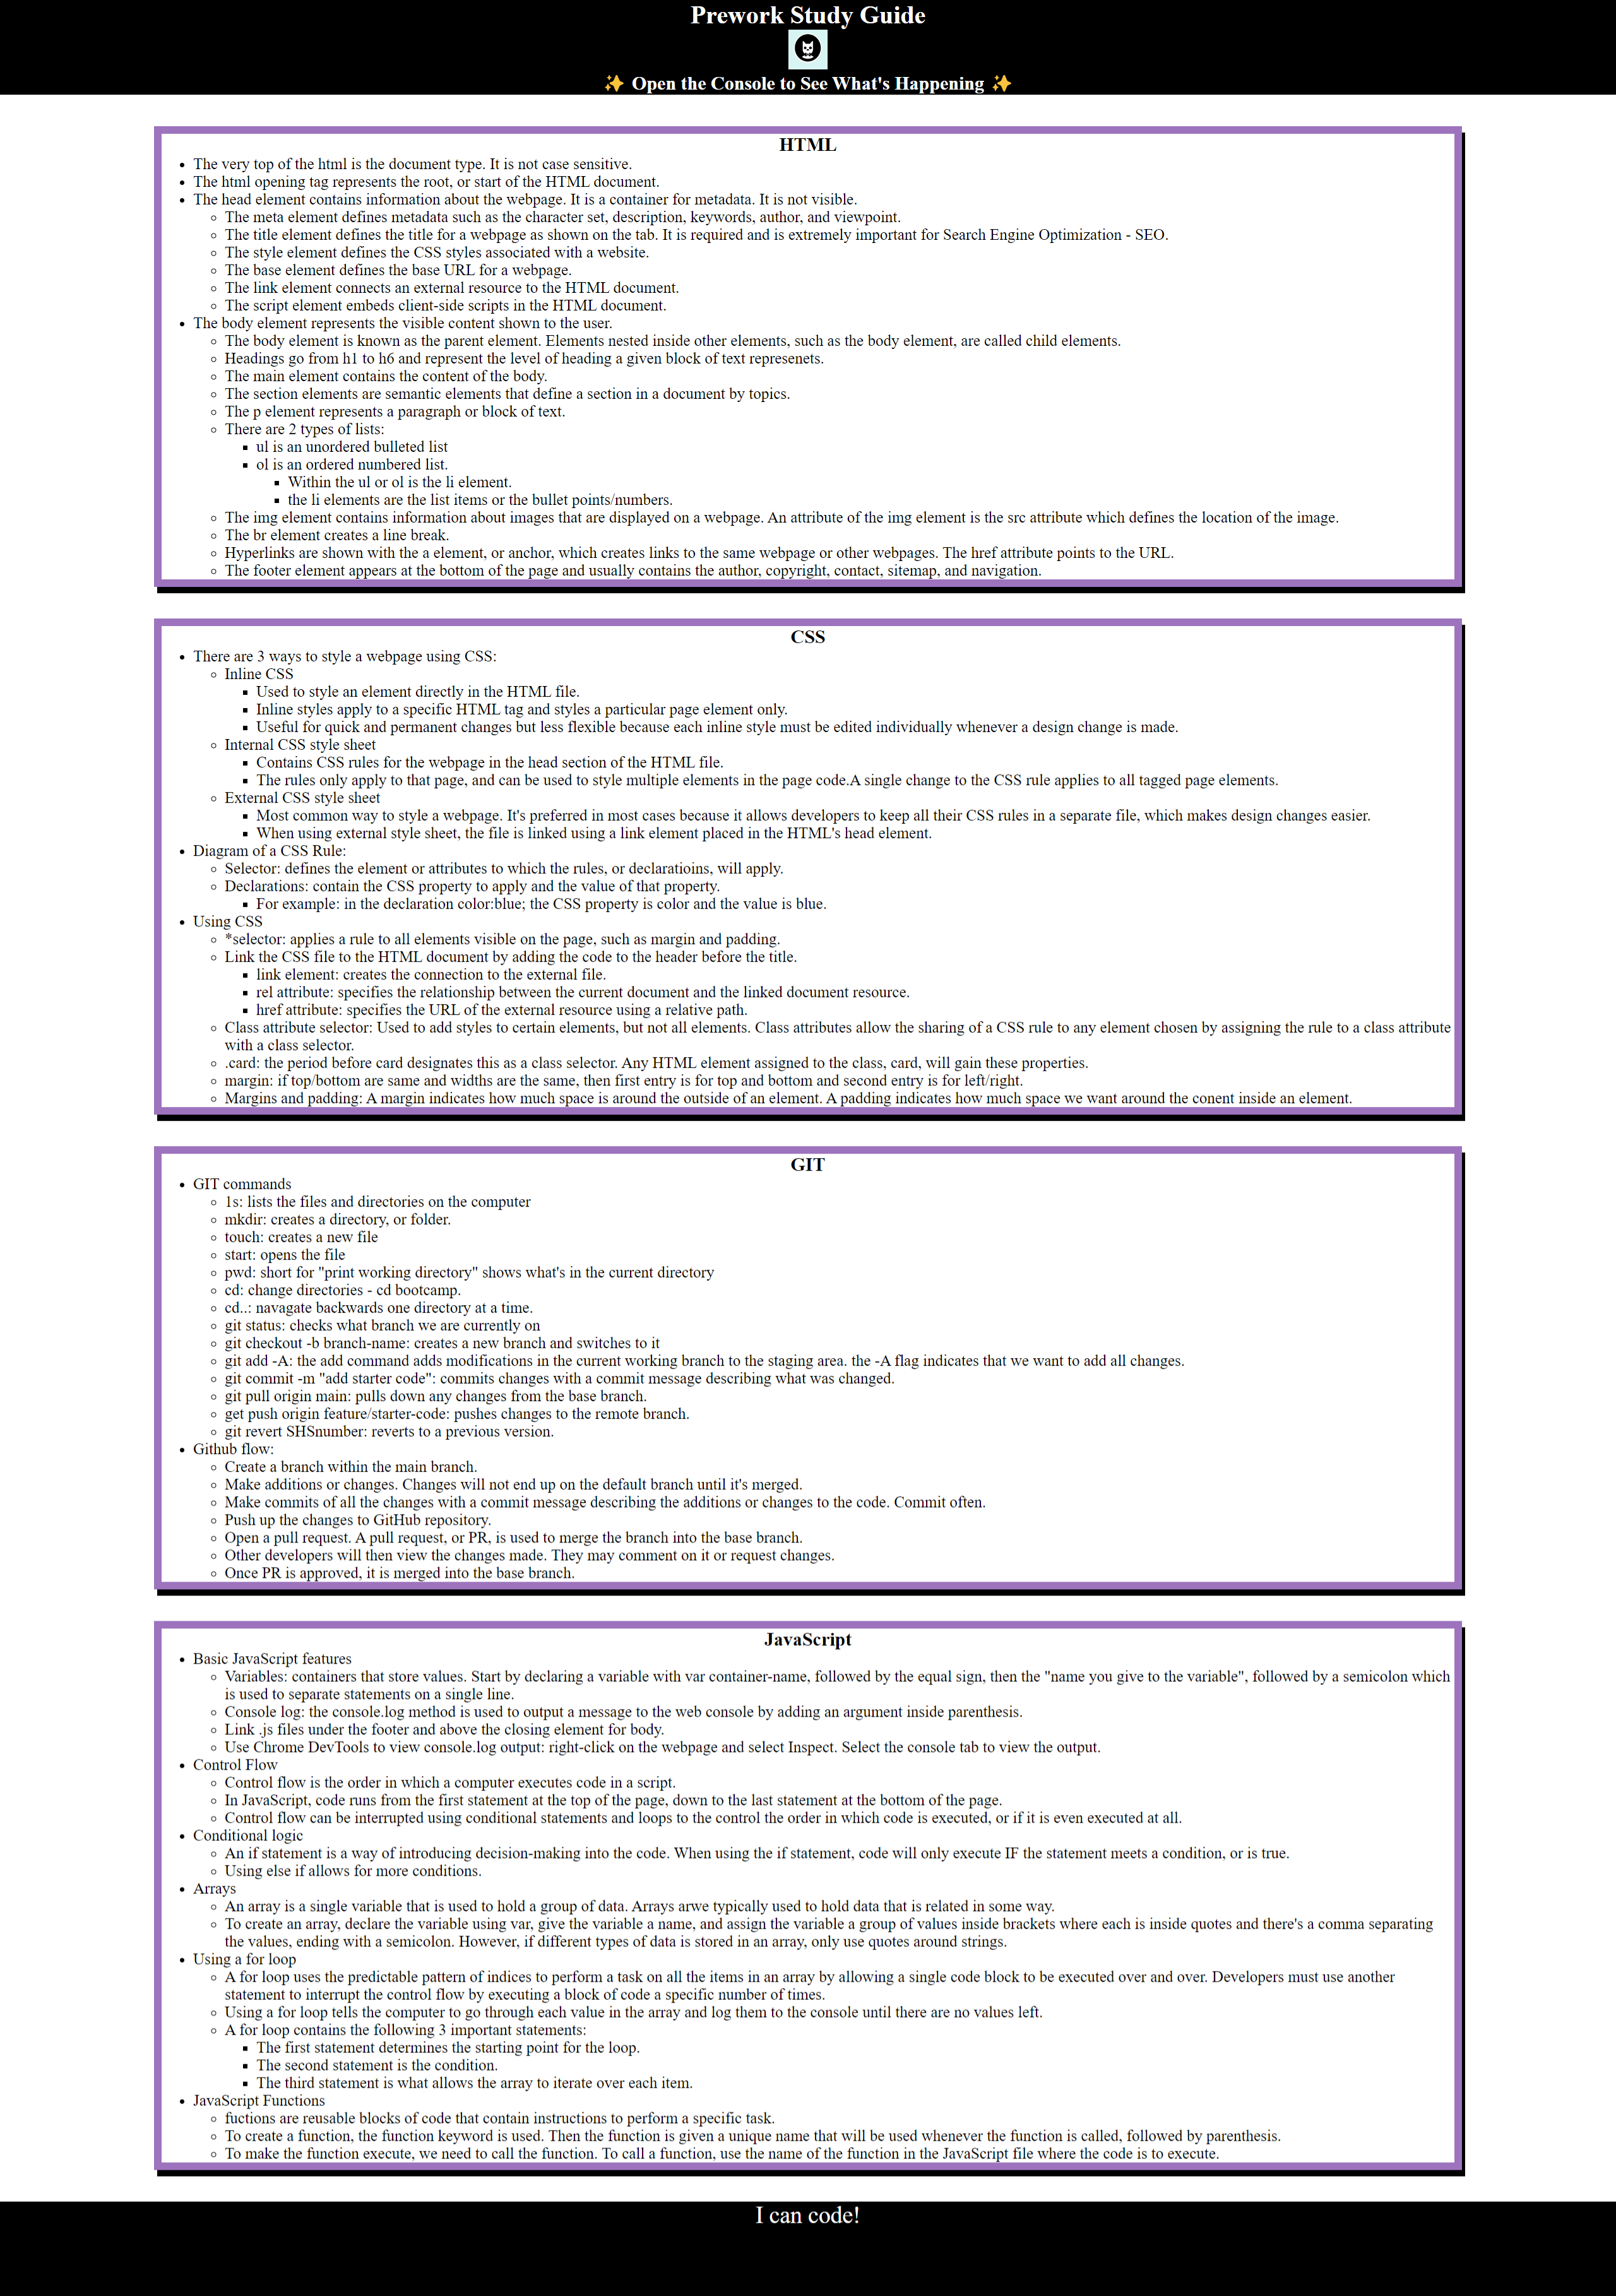 Prework Study Guide
✨ Open the Console to See What's Happening ✨
HTML
The very top of the html is the document type. It is not case sensitive.
The html opening tag represents the root, or start of the HTML document.
The head element contains information about the webpage. It is a container for metadata. It is not visible.
The meta element defines metadata such as the character set, description, keywords, author, and viewpoint.
The title element defines the title for a webpage as shown on the tab. It is required and is extremely important for Search Engine Optimization - SEO.
The style element defines the CSS styles associated with a website.
The base element defines the base URL for a webpage.
The link element connects an external resource to the HTML document.
The script element embeds client-side scripts in the HTML document.
The body element represents the visible content shown to the user.
The body element is known as the parent element. Elements nested inside other elements, such as the body element, are called child elements.
Headings go from h1 to h6 and represent the level of heading a given block of text represenets.
The main element contains the content of the body.
The section elements are semantic elements that define a section in a document by topics.
The p element represents a paragraph or block of text.
There are 2 types of lists:
ul is an unordered bulleted list
ol is an ordered numbered list.
Within the ul or ol is the li element.
the li elements are the list items or the bullet points/numbers.
The img element contains information about images that are displayed on a webpage. An attribute of the img element is the src attribute which defines the location of the image.
The br element creates a line break.
Hyperlinks are shown with the a element, or anchor, which creates links to the same webpage or other webpages. The href attribute points to the URL.
The footer element appears at the bottom of the page and usually contains the author, copyright, contact, sitemap, and navigation.
CSS
There are 3 ways to style a webpage using CSS:
Inline CSS
Used to style an element directly in the HTML file.
Inline styles apply to a specific HTML tag and styles a particular page element only.
Useful for quick and permanent changes but less flexible because each inline style must be edited individually whenever a design change is made.
Internal CSS style sheet
Contains CSS rules for the webpage in the head section of the HTML file.
The rules only apply to that page, and can be used to style multiple elements in the page code.A single change to the CSS rule applies to all tagged page elements.
External CSS style sheet
Most common way to style a webpage. It's preferred in most cases because it allows developers to keep all their CSS rules in a separate file, which makes design changes easier.
When using external style sheet, the file is linked using a link element placed in the HTML's head element.
Diagram of a CSS Rule:
Selector: defines the element or attributes to which the rules, or declaratioins, will apply.
Declarations: contain the CSS property to apply and the value of that property.
For example: in the declaration color:blue; the CSS property is color and the value is blue.
Using CSS
*selector: applies a rule to all elements visible on the page, such as margin and padding.
Link the CSS file to the HTML document by adding the code to the header before the title.
link element: creates the connection to the external file.
rel attribute: specifies the relationship between the current document and the linked document resource.
href attribute: specifies the URL of the external resource using a relative path.
Class attribute selector: Used to add styles to certain elements, but not all elements. Class attributes allow the sharing of a CSS rule to any element chosen by assigning the rule to a class attribute
with a class selector.
.card: the period before card designates this as a class selector. Any HTML element assigned to the class, card, will gain these properties.
margin: if top/bottom are same and widths are the same, then first entry is for top and bottom and second entry is for left/right.
Margins and padding: A margin indicates how much space is around the outside of an element. A padding indicates how much space we want around the conent inside an element.
GIT
GIT commands
1s: lists the files and directories on the computer
mkdir: creates a directory, or folder.
touch: creates a new file
start: opens the file
pwd: short for "print working directory" shows what's in the current directory
cd: change directories - cd bootcamp.
cd..: navagate backwards one directory at a time.
git status: checks what branch we are currently on
git checkout -b branch-name: creates a new branch and switches to it
git add -A: the add command adds modifications in the current working branch to the staging area. the -A flag indicates that we want to add all changes.
git commit -m "add starter code": commits changes with a commit message describing what was changed.
git pull origin main: pulls down any changes from the base branch.
get push origin feature/starter-code: pushes changes to the remote branch.
git revert SHSnumber: reverts to a previous version.
Github flow:
Create a branch within the main branch.
Make additions or changes. Changes will not end up on the default branch until it's merged.
Make commits of all the changes with a commit message describing the additions or changes to the code. Commit often.
Push up the changes to GitHub repository.
Open a pull request. A pull request, or PR, is used to merge the branch into the base branch.
Other developers will then view the changes made. They may comment on it or request changes.
Once PR is approved, it is merged into the base branch.
JavaScript
Basic JavaScript features
Variables: containers that store values. Start by declaring a variable with var container-name, followed by the equal sign, then the "name you give to the variable", followed by a semicolon which
is used to separate statements on a single line.
Console log: the console.log method is used to output a message to the web console by adding an argument inside parenthesis.
Link .js files under the footer and above the closing element for body.
Use Chrome DevTools to view console.log output: right-click on the webpage and select Inspect. Select the console tab to view the output.
Control Flow
Control flow is the order in which a computer executes code in a script.
In JavaScript, code runs from the first statement at the top of the page, down to the last statement at the bottom of the page.
Control flow can be interrupted using conditional statements and loops to the control the order in which code is executed, or if it is even executed at all.
Conditional logic
An if statement is a way of introducing decision-making into the code. When using the if statement, code will only execute IF the statement meets a condition, or is true.
Using else if allows for more conditions.
Arrays
An array is a single variable that is used to hold a group of data. Arrays arwe typically used to hold data that is related in some way.
To create an array, declare the variable using var, give the variable a name, and assign the variable a group of values inside brackets where each is inside quotes and there's a comma separating
the values, ending with a semicolon. However, if different types of data is stored in an array, only use quotes around strings.
Using a for loop
A for loop uses the predictable pattern of indices to perform a task on all the items in an array by allowing a single code block to be executed over and over. Developers must use another
statement to interrupt the control flow by executing a block of code a specific number of times.
Using a for loop tells the computer to go through each value in the array and log them to the console until there are no values left.
A for loop contains the following 3 important statements:
The first statement determines the starting point for the loop.
The second statement is the condition.
The third statement is what allows the array to iterate over each item.
JavaScript Functions
fuctions are reusable blocks of code that contain instructions to perform a specific task.
To create a function, the function keyword is used. Then the function is given a unique name that will be used whenever the function is called, followed by parenthesis.
To make the function execute, we need to call the function. To call a function, use the name of the function in the JavaScript file where the code is to execute.
I can code!